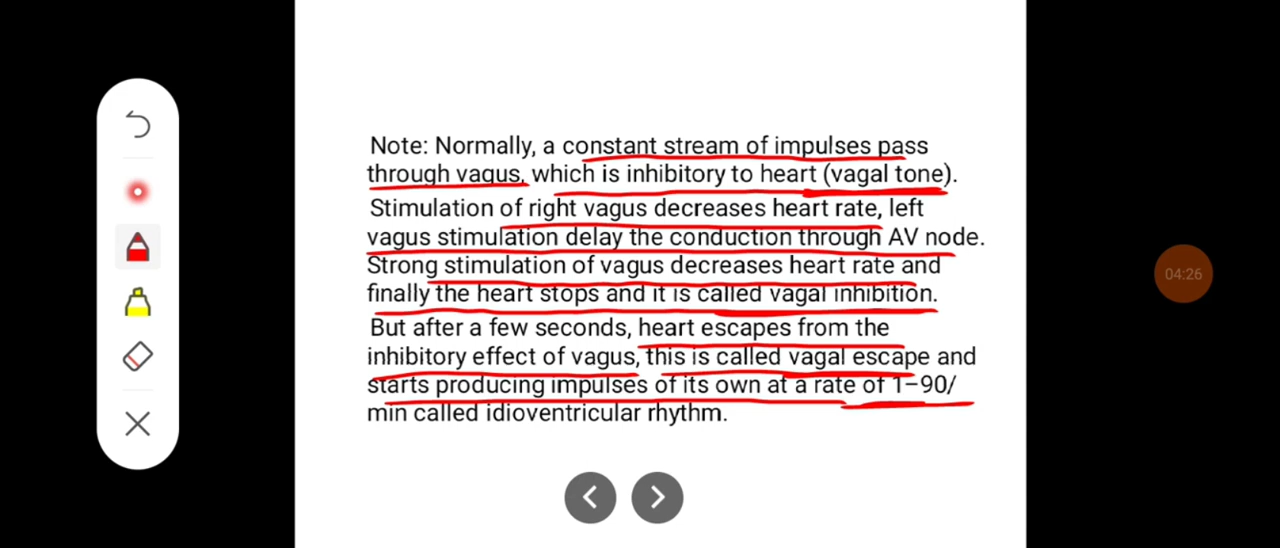 Note: Normally, a constant stream of impulses pass
through vagus, which is inhibitory to heart (vagal tone).
Stimulation of right vagus decreases heart rate, left
vagus stimulation delay the conduction through AV node.
Strong stimulation of vagus decreases heart rate and
finally the heart stops and it is called vagal inhibition.
But after a few seconds, heart escapes from the
inhibitory effect of vagus, this is called vagal escape and
starts producing impulses of its own at a rate of 1–90/
min called idioventricular rhythm.
04:26